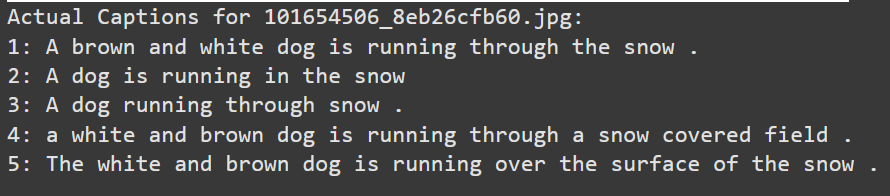 Actual Captions for 101654506_8eb26cfb60.jpg:
1: A brown and white dog is running through the snow .
2: A dog is running in the snow
3: A dog running through snow .
4: a white and brown dog is running through a snow covered field .
5: The white and brown dog is running over the surface of the snow .